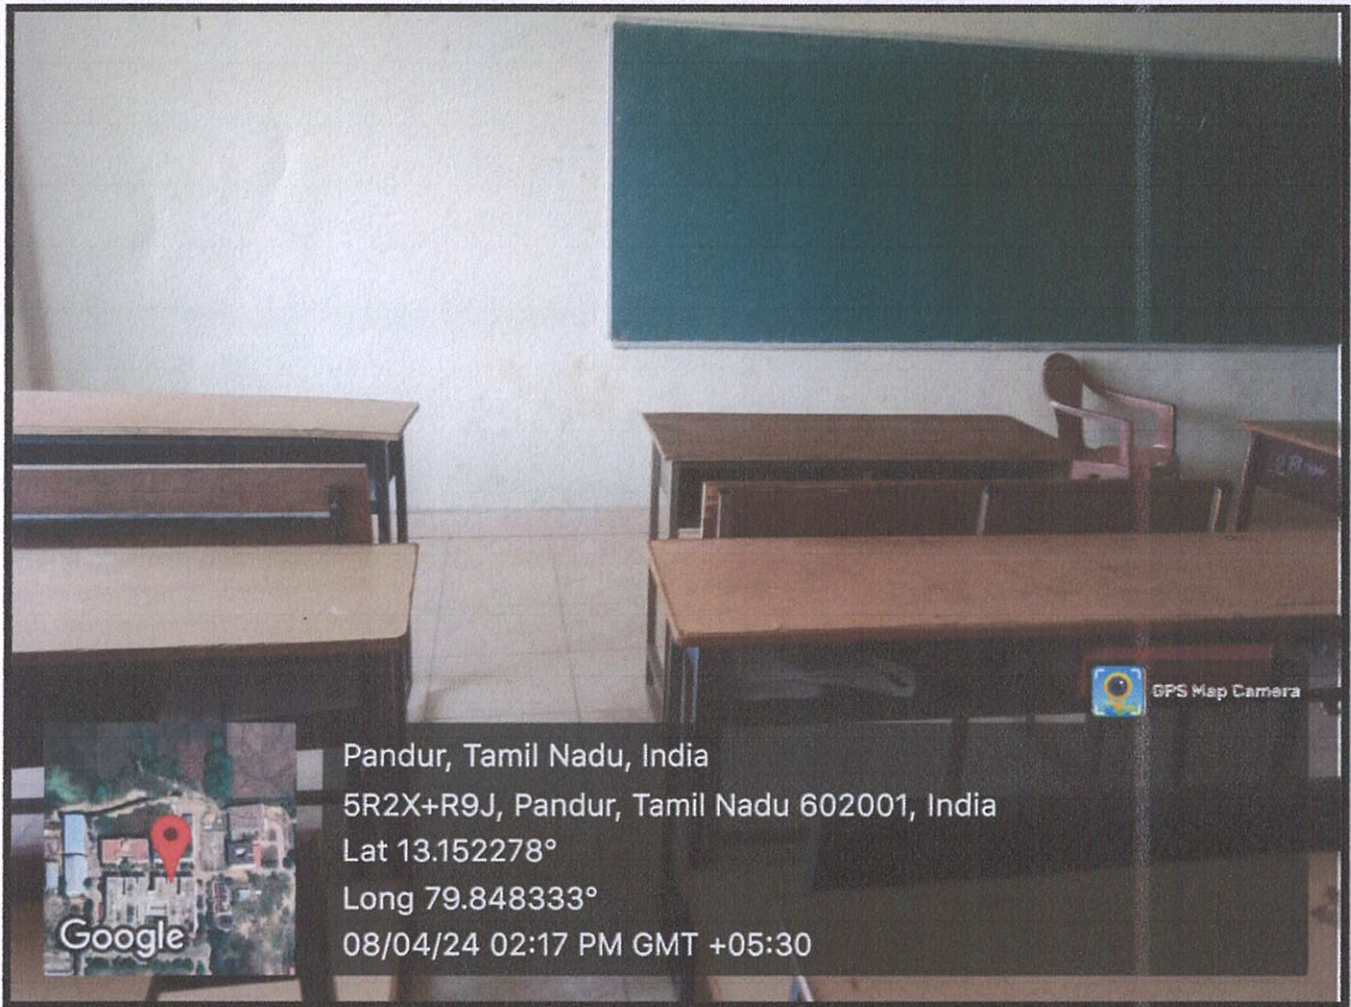 GPS Map Camera
Pandur, Tamil Nadu, India
5R2X+R9J, Pandur, Tamil Nadu 602001, India
Lat 13.152278°
Long 79.848333°
08/04/24 02:17 PM GMT +05:30
Google